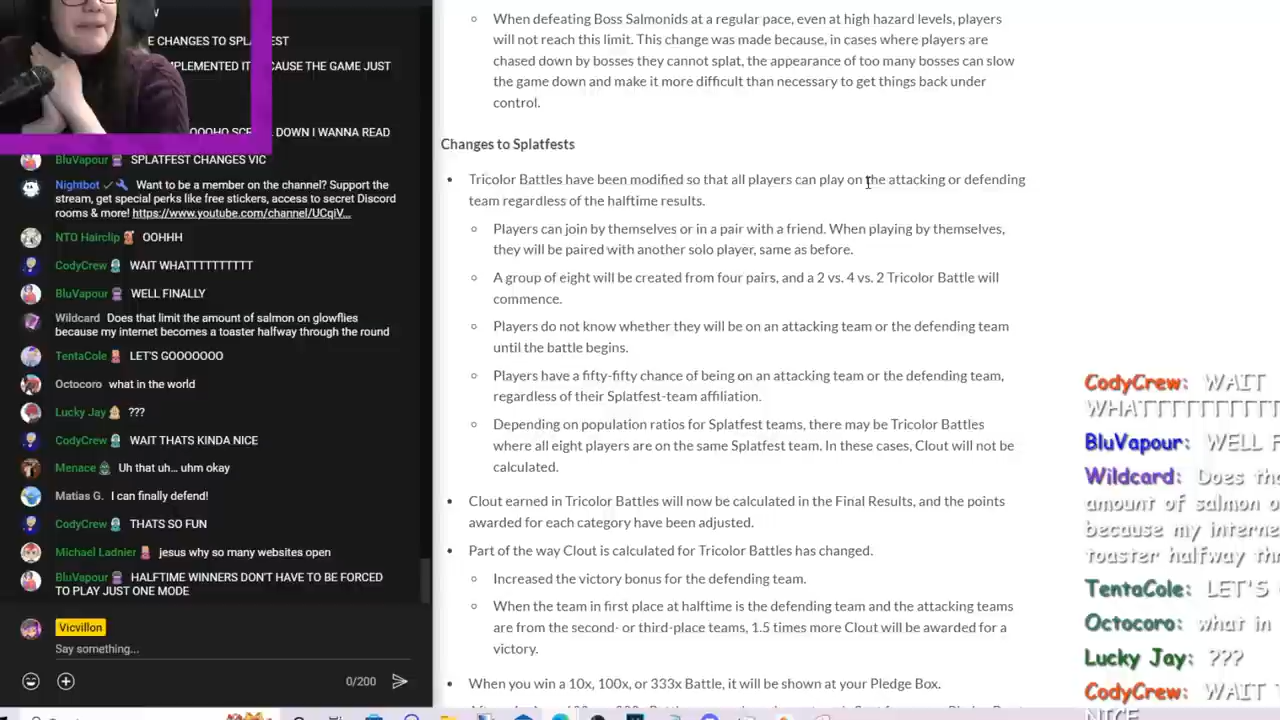 W
E CHANGES TO SPLATFEST
EMPLEMENTED IT
CAUSE THE GAME JUST
DOWN I WANNA READ
BluVapour SPLATFEST CHANGES VIC
Nightbot Want to be a member on the channel? Support the
stream, get special perks like free stickers, access to secret Discord
rooms & more! https://www.youtube.com/channel/UCqiV...
NTO Hairclip OOHHH
CodyCrew WAIT WHATTTTTTTTTT
BluVapour WELL FINALLY
Wildcard Does that limit the amount of salmon on glowflies
because my internet becomes a toaster halfway through the round
TentaCole LET'S GOOOOOOO
Octocoro what in the world
Lucky Jay ???
CodyCrew WAIT THATS KINDA NICE
Menace Uh that uh... uhm okay
Matias G. I can finally defend!
CodyCrew THATS SO FUN
Michael Ladnier jesus why so many websites open
BluVapour HALFTIME WINNERS DON'T HAVE TO BE FORCED
TO PLAY JUST ONE MODE
Vicvillon
Say something...
0/200
When defeating Boss Salmonids at a regular pace, even at high hazard levels, players
will not reach this limit. This change was made because, in cases where players are
chased down by bosses they cannot splat, the appearance of too many bosses can slow
the game down and make it more difficult than necessary to get things back under
control.
Changes to Splatfests
Tricolor Battles have been modified so that all players can play on the attacking or defending
team regardless of the halftime results.
Players can join by themselves or in a pair with a friend. When playing by themselves,
they will be paired with another solo player, same as before.
A group of eight will be created from four pairs, and a 2 vs. 4 vs. 2 Tricolor Battle will
commence.
Players do not know whether they will be on an attacking team or the defending team
until the battle begins.
Players have a fifty-fifty chance of being on an attacking team or the defending team,
regardless of their Splatfest-team affiliation.
Depending on population ratios for Splatfest teams, there may be Tricolor Battles
where all eight players are on the same Splatfest team. In these cases, Clout will not be
calculated.
Clout earned in Tricolor Battles will now be calculated in the Final Results, and the points
awarded for each category have been adjusted.
Part of the way Clout is calculated for Tricolor Battles has changed.
Increased the victory bonus for the defending team.
When the team in first place at halftime is the defending team and the attacking teams
are from the second- or third-place teams, 1.5 times more Clout will be awarded for a
victory.
When you win a 10x, 100x, or 333x Battle, it will be shown at your Pledge Box.
CodyCrew: WAIT
WHATTTTTTTTT
BluVapour: WELL F
Wildcard: Does tha
amount of salmon o
because my interne
toaster halfway thr
TentaCole: LET'S
Octocoro: what in
Lucky Jay: ???
CodyCrew: WAIT T
NICE